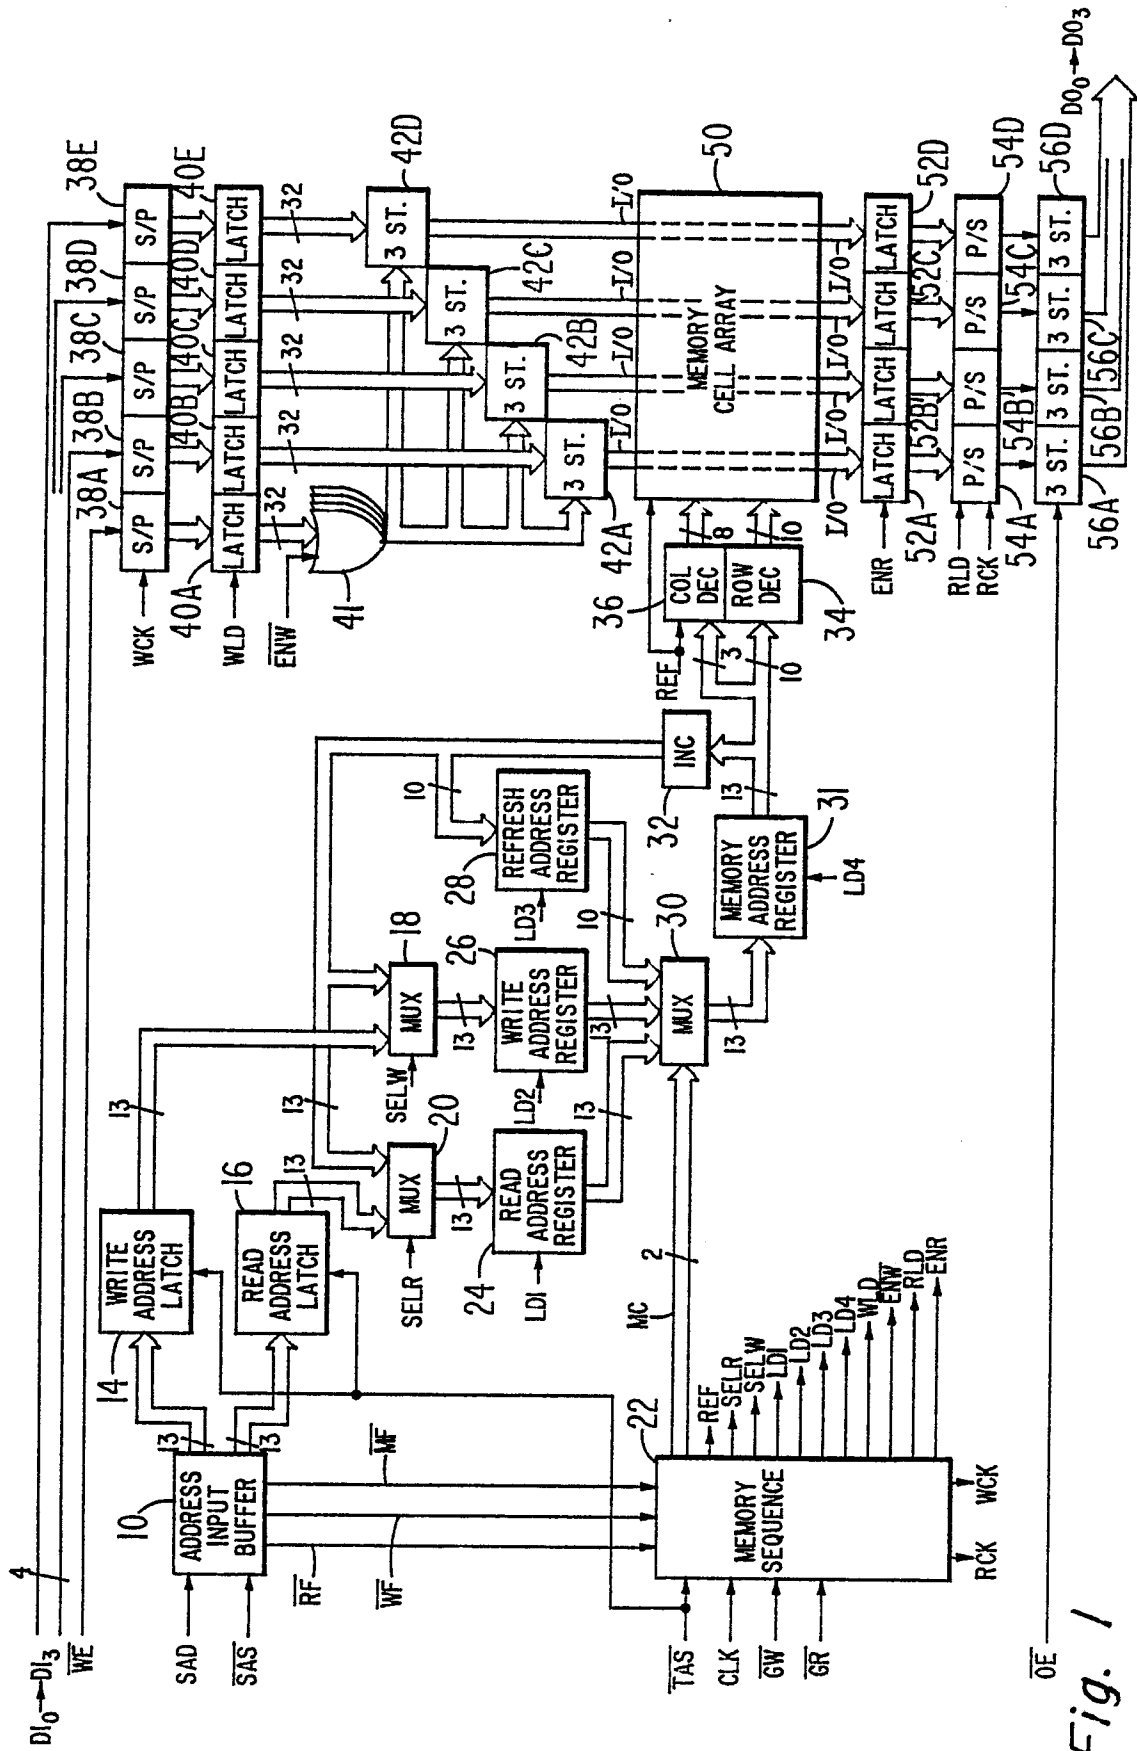 DI0→DI3
4
WE
SAD
SAS
10
ADDRESS
INPUT
BUFFER
13
13
RF
WF
MF
14
WRITE
ADDRESS
LATCH
16
READ
ADDRESS
LATCH
13
13
13
SELR
20
MUX
SELW
18
MUX
13
13
LD1
24
READ
ADDRESS
REGISTER
LD2
26
WRITE
ADDRESS
REGISTER
LD3
28
REFRESH
ADDRESS
REGISTER
10
13
13
10
30
MUX
13
MC
2
TAS
CLK
GW
GR
22
MEMORY
SEQUENCE
REF
SELR
SELW
LD1
LD2
LD3
LD4
WLD
ENW
RLD
ENR
RCK
WCK
MEMORY
ADDRESS
REGISTER
31
LD4
13
32
INC
REF
3
10
36
COL
DEC
ROW
DEC
34
8
10
WCK
38A
38B
38C
38D
38E
S/P
S/P
S/P
S/P
S/P
WLD
40A
40B
40C
40D
40E
LATCH
LATCH
LATCH
LATCH
LATCH
ENW
41
32
32
32
32
32
3 ST.
42A
3 ST.
42B
3 ST.
42C
3 ST.
42D
I/O
I/O
I/O
I/O
MEMORY
CELL ARRAY
50
I/O
I/O
I/O
I/O
ENR
LATCH
LATCH
LATCH
LATCH
52A
52B
52C
52D
RLD
RCK
P/S
P/S
P/S
P/S
54A
54B
54C
54D
OE
3 ST.
3 ST.
3 ST.
3 ST.
56A
56B
56C
56D
DO0→DO3
Fig. 1